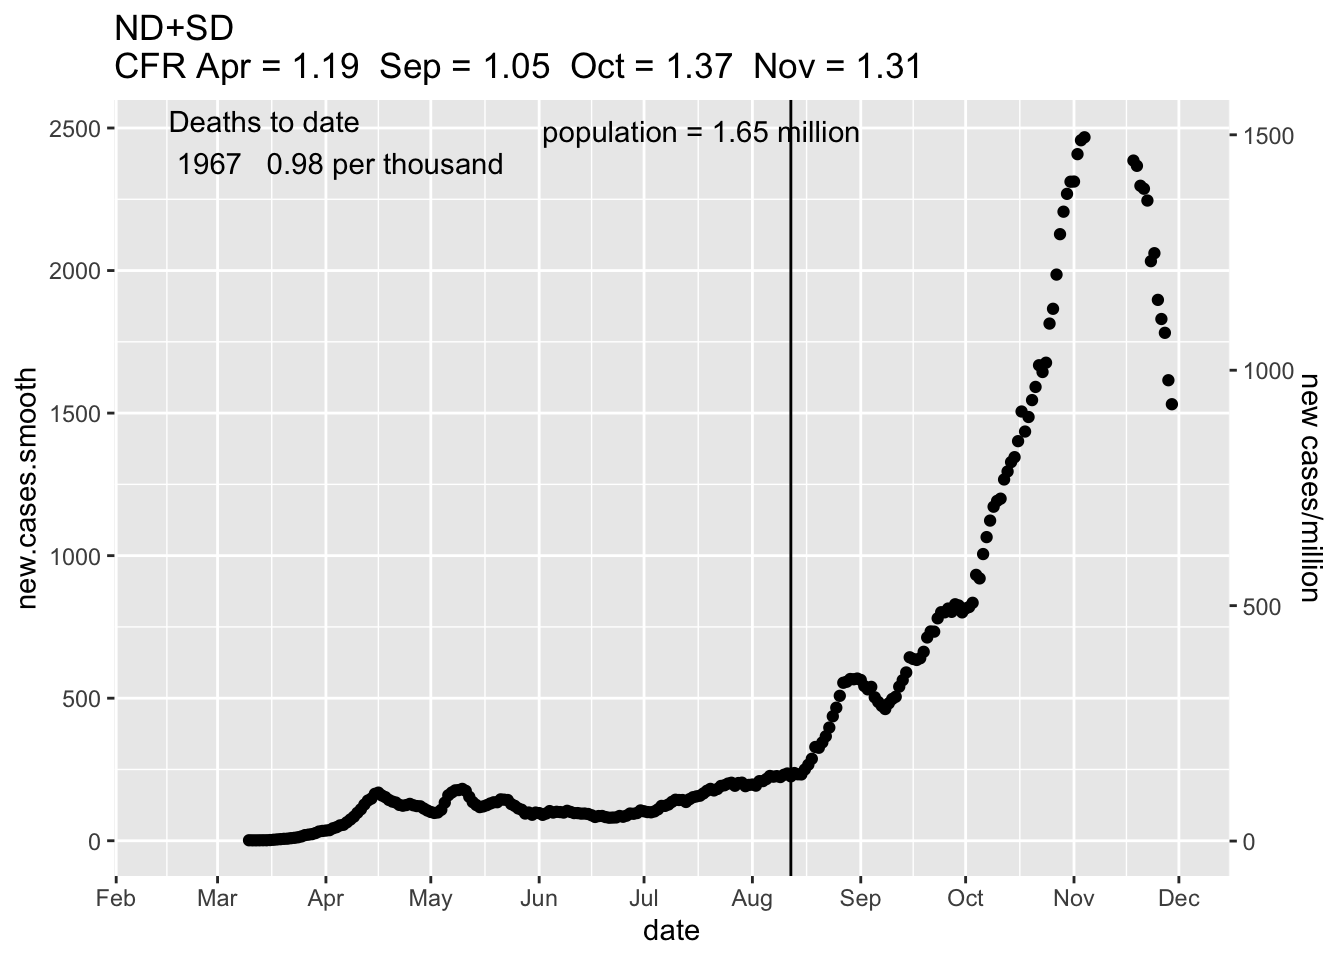 ND+SD
CFR Apr = 1.19  Sep = 1.05  Oct = 1.37  Nov = 1.31
Deaths to date
1967   0.98 per thousand
population = 1.65 million
2500
2000
1500
1000
500
0
new.cases.smooth
1500
1000
500
0
new cases/million
Feb Mar Apr May Jun Jul Aug Sep Oct Nov Dec
date